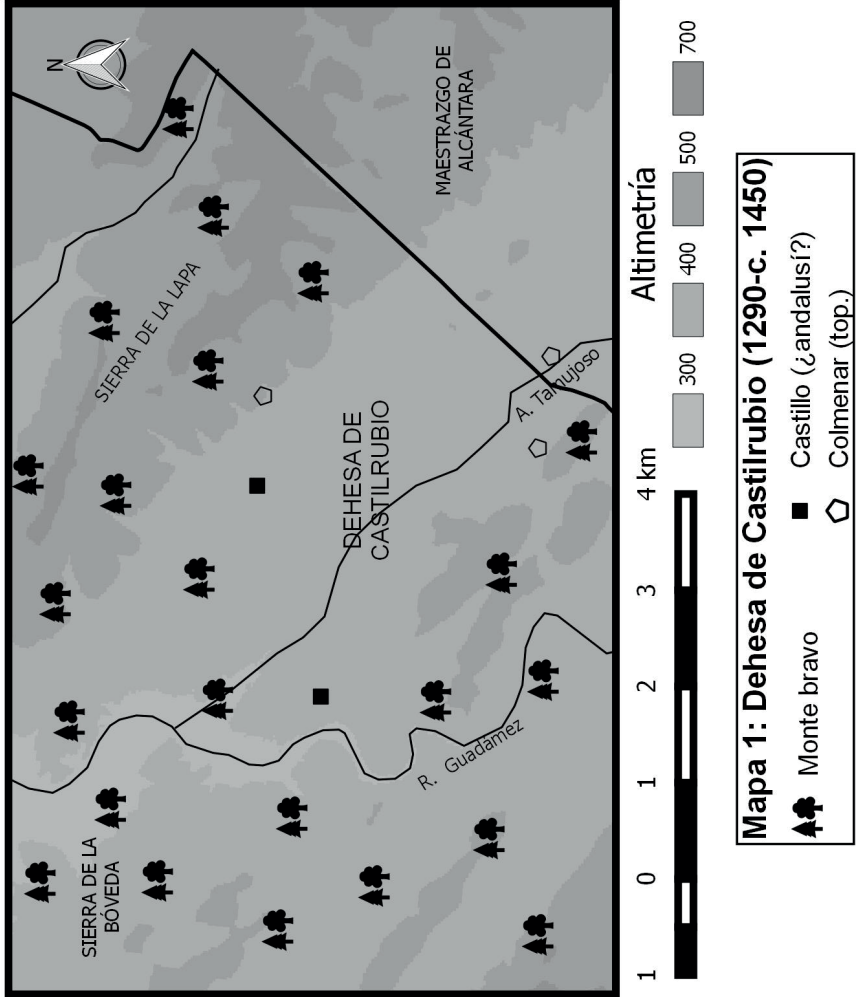 N
SIERRA DE LA
BÓVEDA
SIERRA DE LA LAPA
MAESTRAZGO DE
ALCÁNTARA
DEHESA DE
CASTILRUBIO
R. Guadámez
A. Tamujoso
1 0 1 2 3 4 km
Altimetría
300 400 500 700
Mapa 1: Dehesa de Castilrubio (1290-c. 1450)
Monte bravo
Castillo (¿andalusí?)
Colmenar (top.)